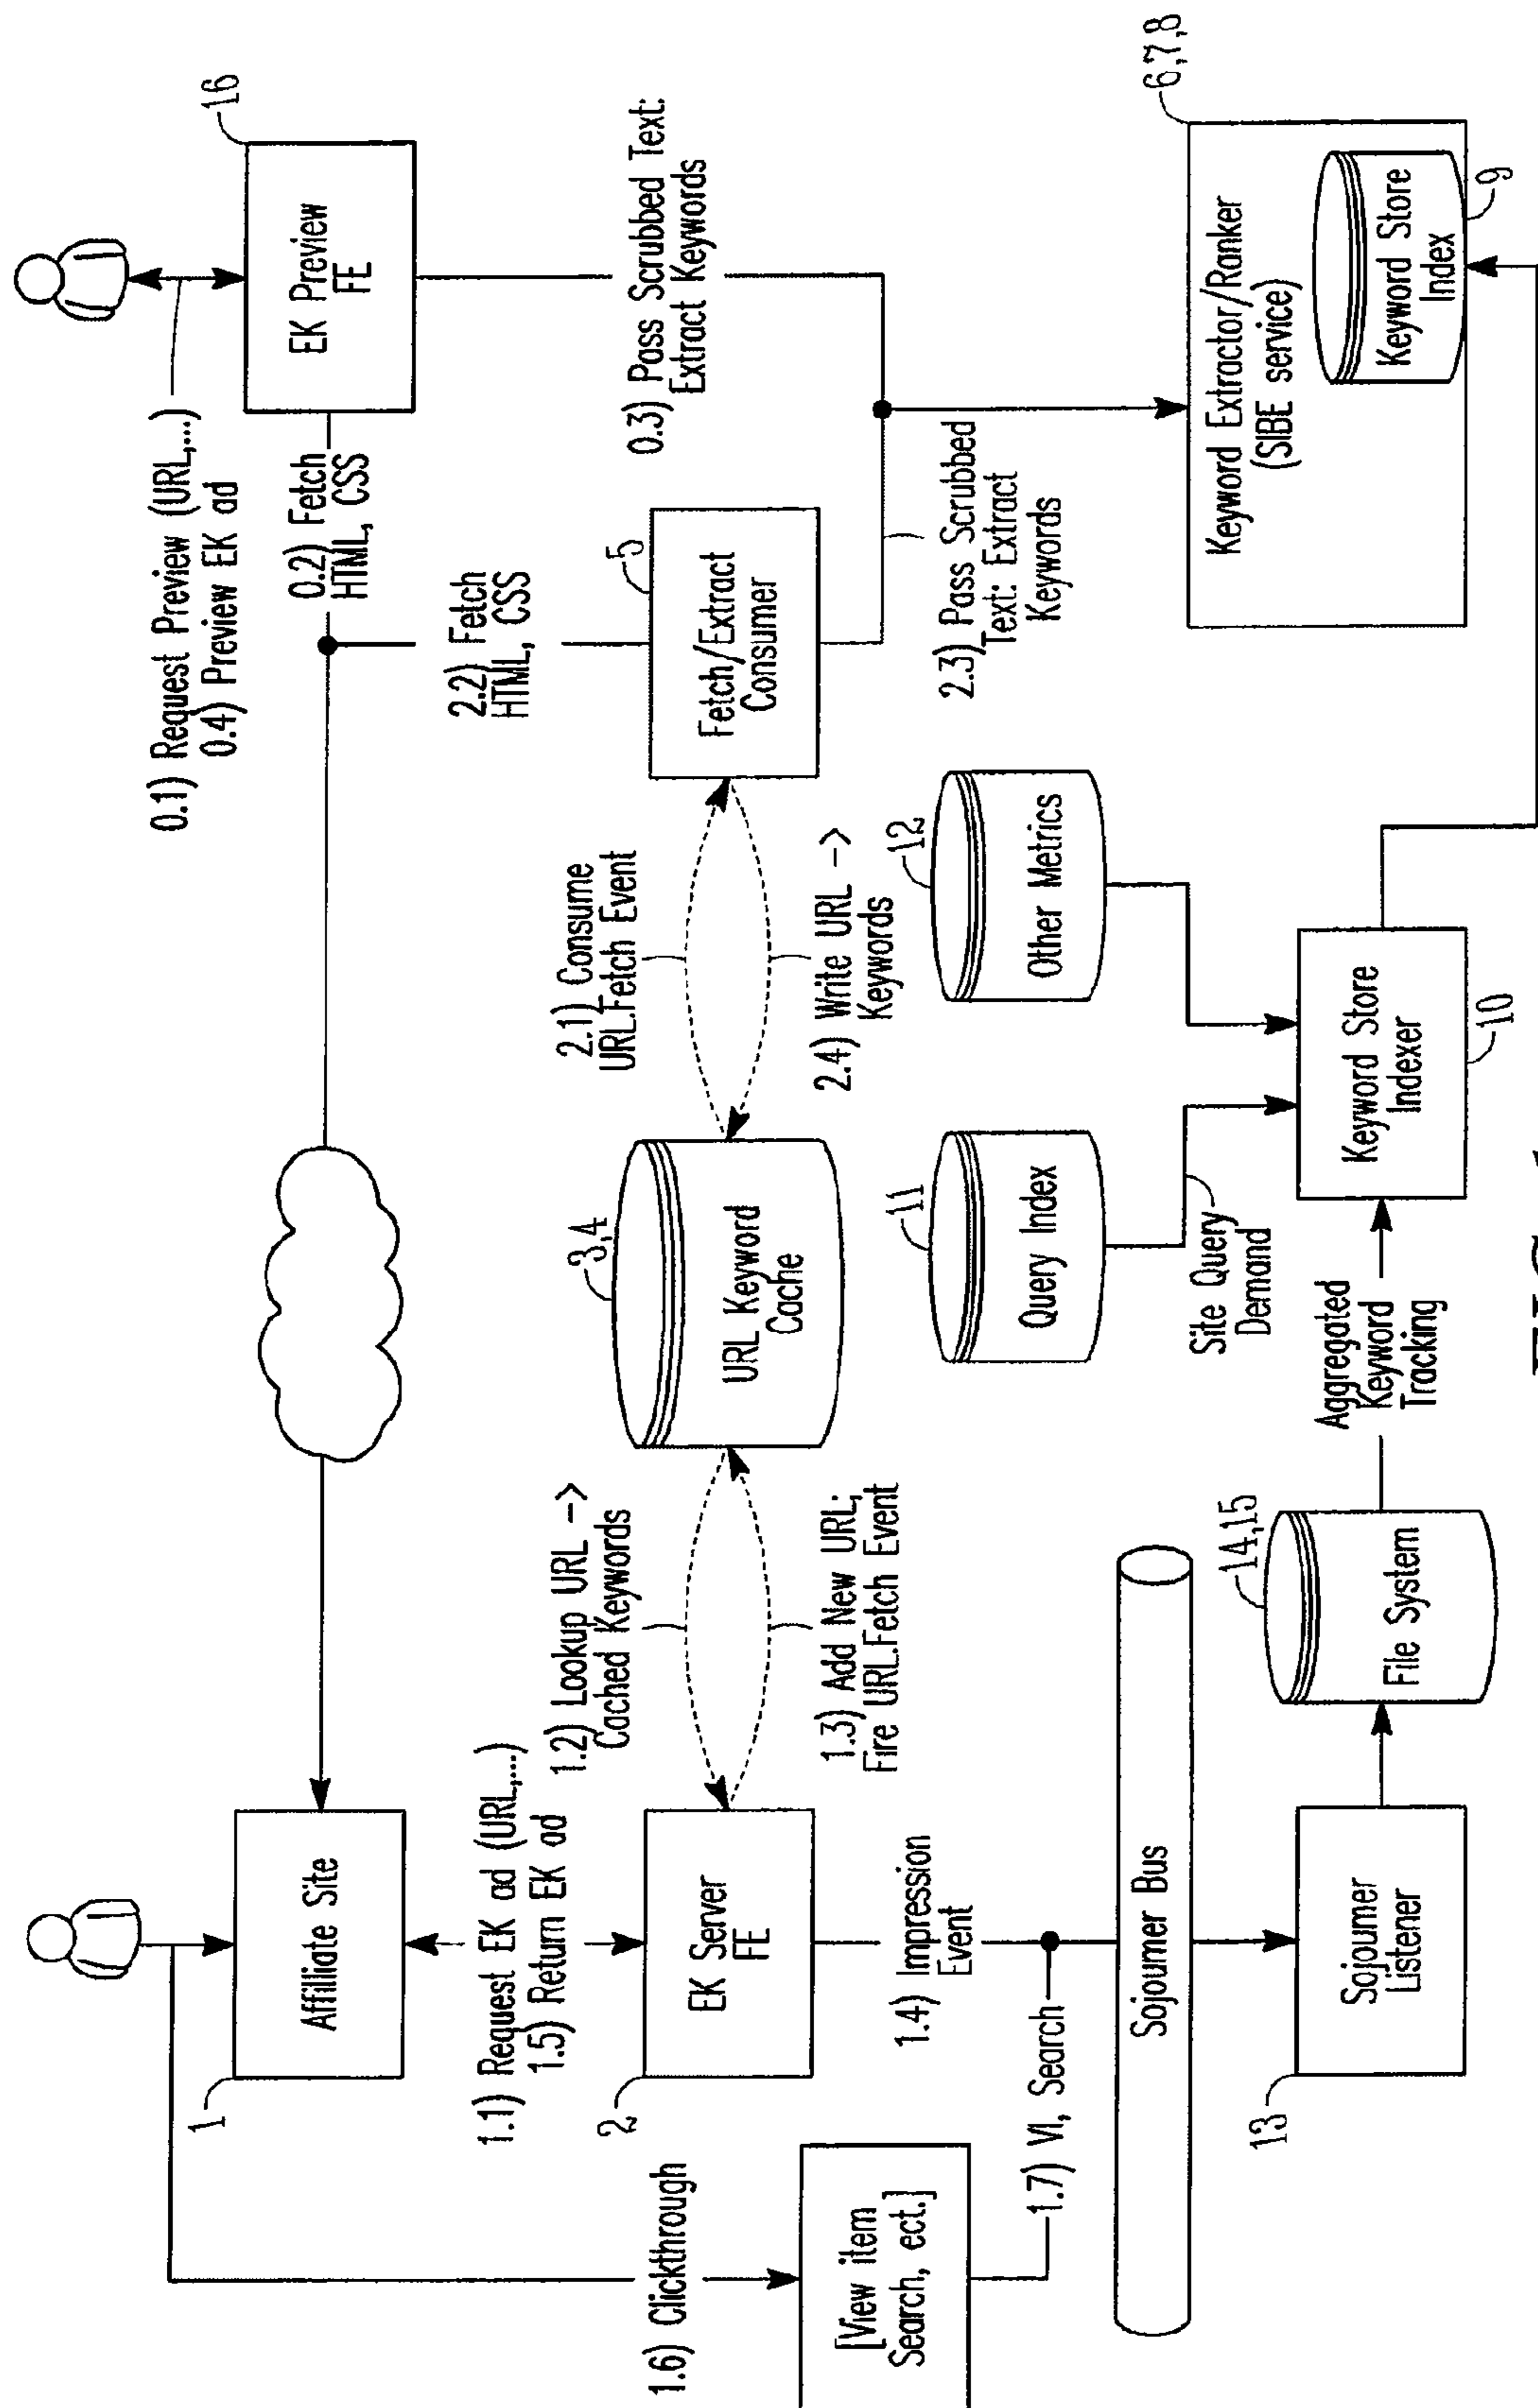 16
0.1) Request Preview (URL,...)
0.4) Preview EK ad
1
Affilliate Site
EK Preview
FE
0.2) Fetch
HTML, CSS
1.1) Request EK ad (URL,...)
1.5) Return EK ad
2.2) Fetch
HTML, CSS
1.2) Lookup URL ->
Cached Keywords
2.1) Consume
URL.Fetch Event
3,4
5
2
EK Server
FE
URL Keyword
Cache
Fetch/Extract
Consumer
0.3) Pass Scrubbed Text:
Extract Keywords
1.6) Clickthrough
1.3) Add New URL;
Fire URL.Fetch Event
2.4) Write URL ->
Keywords
1.4) Impression
Event
[View item
Search, ect.]
11
12
2.3) Pass Scrubbed
Text: Extract
Keywords
1.7) VI, Search
Query Index
Other Metrics
Sojoumer Bus
Site Query
Demand
6,7,8
13
Sojoumer
Listener
14,15
File System
Aggregated
Keyword
Tracking
Keyword Store
Indexer
10
Keyword Extractor/Ranker
(SIBE service)
Keyword Store
Index
9
FIG.